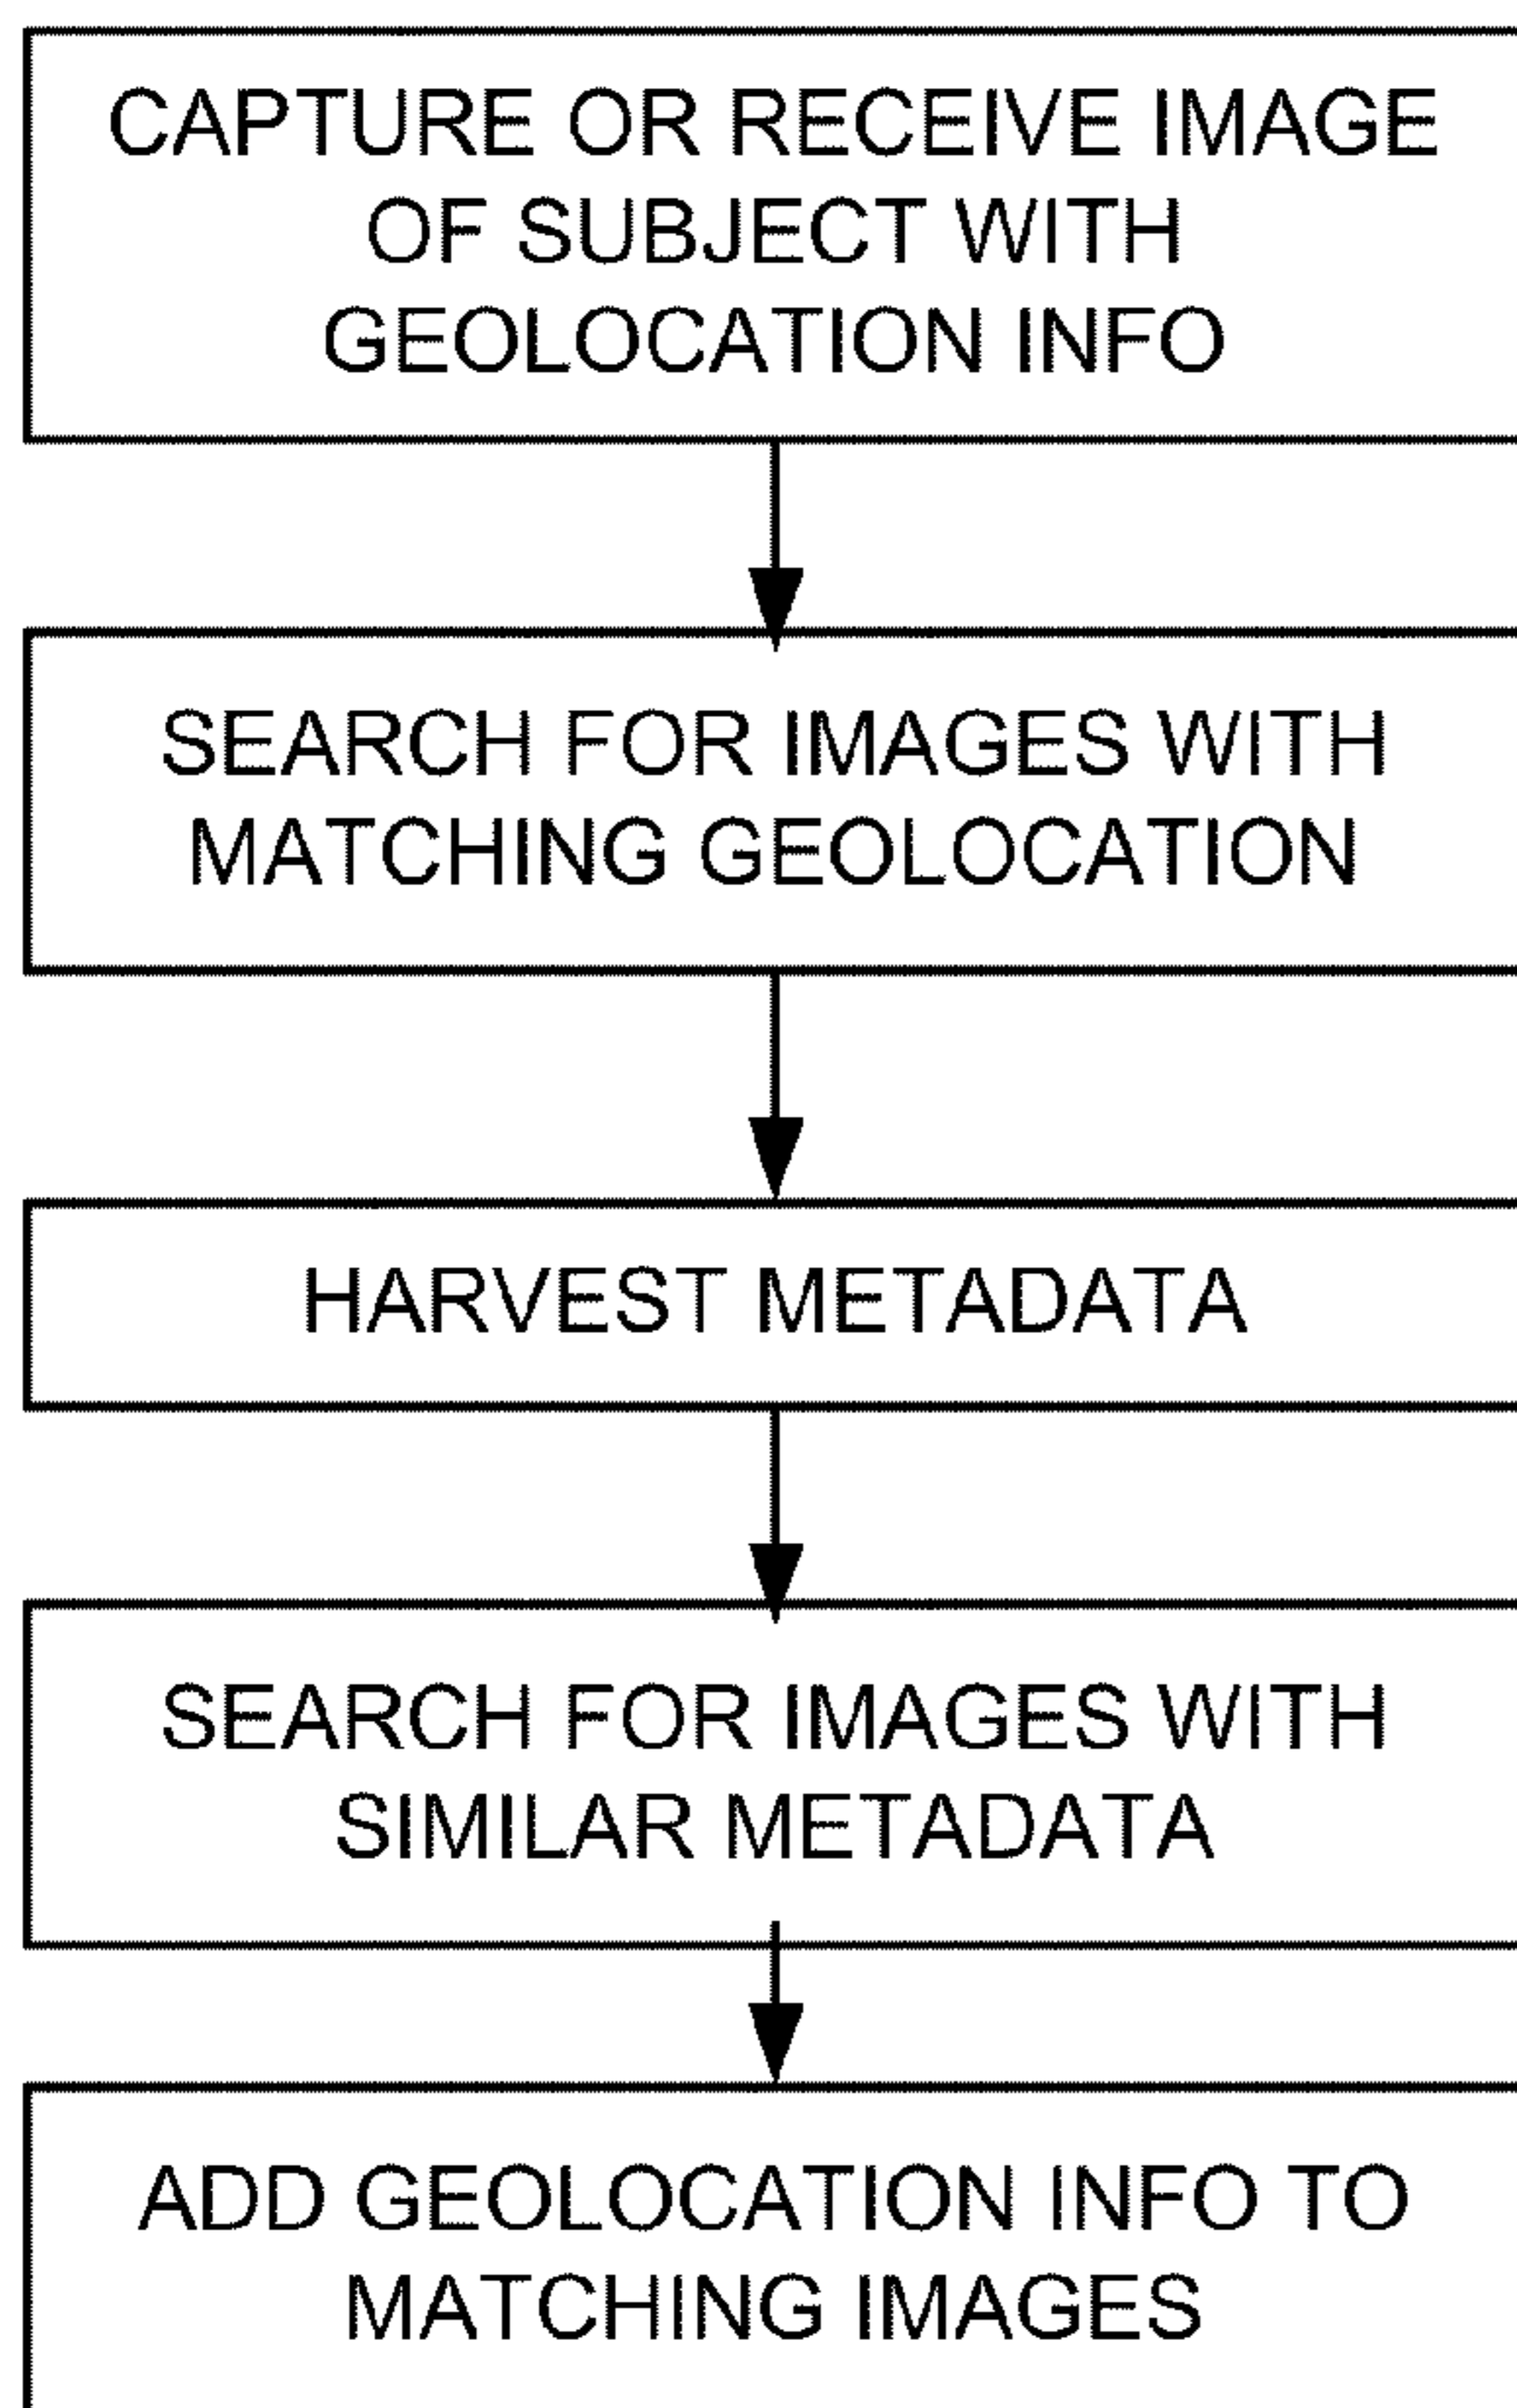 CAPTURE OR RECEIVE IMAGE
OF SUBJECT WITH
GEOLOCATION INFO
SEARCH FOR IMAGES WITH
MATCHING GEOLOCATION
HARVEST METADATA
SEARCH FOR IMAGES WITH
SIMILAR METADATA
ADD GEOLOCATION INFO TO
MATCHING IMAGES